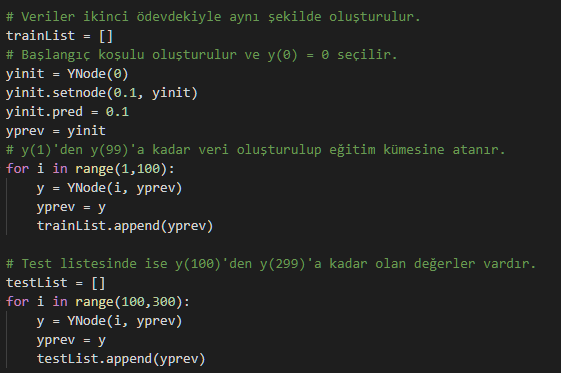 # Veriler ikinci ödevdekiyle aynı şekilde oluşturulur.
trainList = []
# Başlangıç koşulu oluşturulur ve y(0) = 0 seçilir.
yinit = YNode(0)
yinit.setnode(0.1, yinit)
yinit.pred = 0.1
yprev = yinit
# y(1)'den y(99)'a kadar veri oluşturulup eğitim kümesine atanır.
for i in range(1,100):
    y = YNode(i, yprev)
    yprev = y
    trainList.append(yprev)

# Test listesinde ise y(100)'den y(299)'a kadar olan değerler vardır.
testList = []
for i in range(100,300):
    y = YNode(i, yprev)
    yprev = y
    testList.append(yprev)